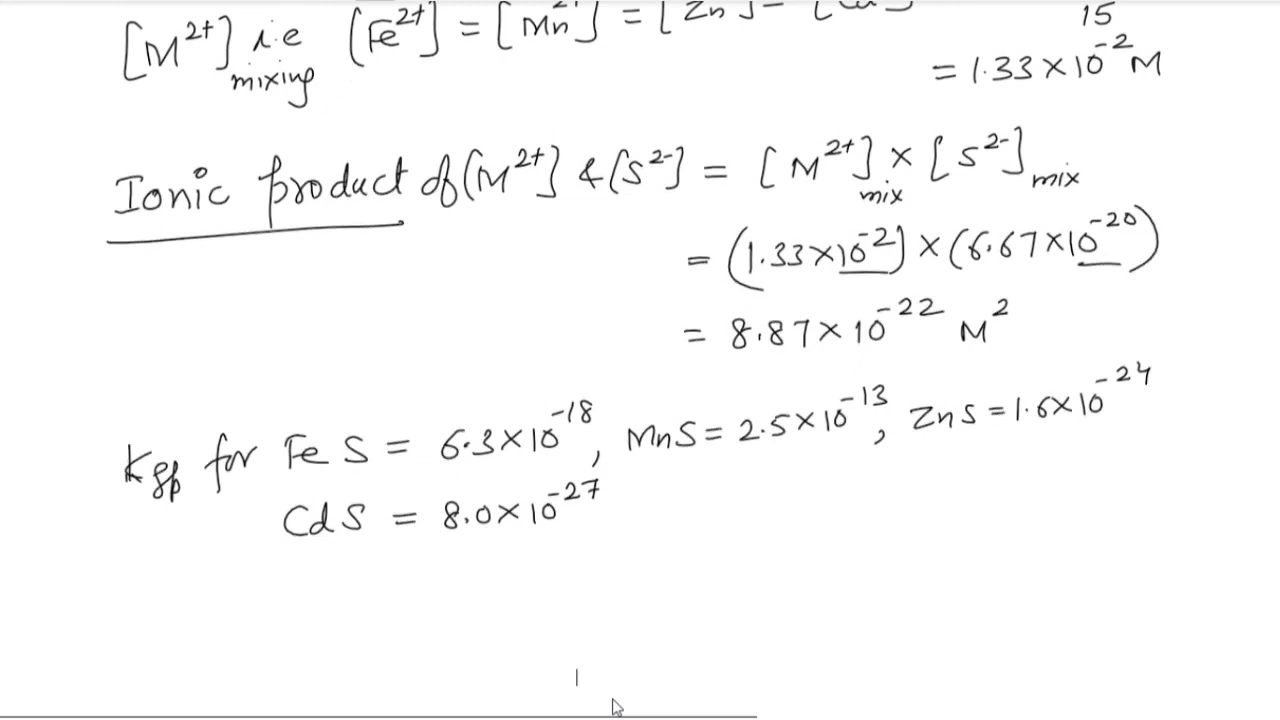 [M²⁺] i.e [Fe²⁺] = [Mn²⁺] = [Zn ] =
mixing
15
= 1.33 × 10⁻² M
Ionic product of [M²⁺] & [S²⁻] = [M²⁺]mix × [S²⁻]mix
= (1.33×10⁻²) × (6.67×10⁻²⁰)
= 8.87 × 10⁻²² M²
Ksp for FeS = 6.3×10⁻¹⁸, MnS = 2.5×10⁻¹³, ZnS = 1.6×10⁻²⁴
CdS = 8.0×10⁻²⁷